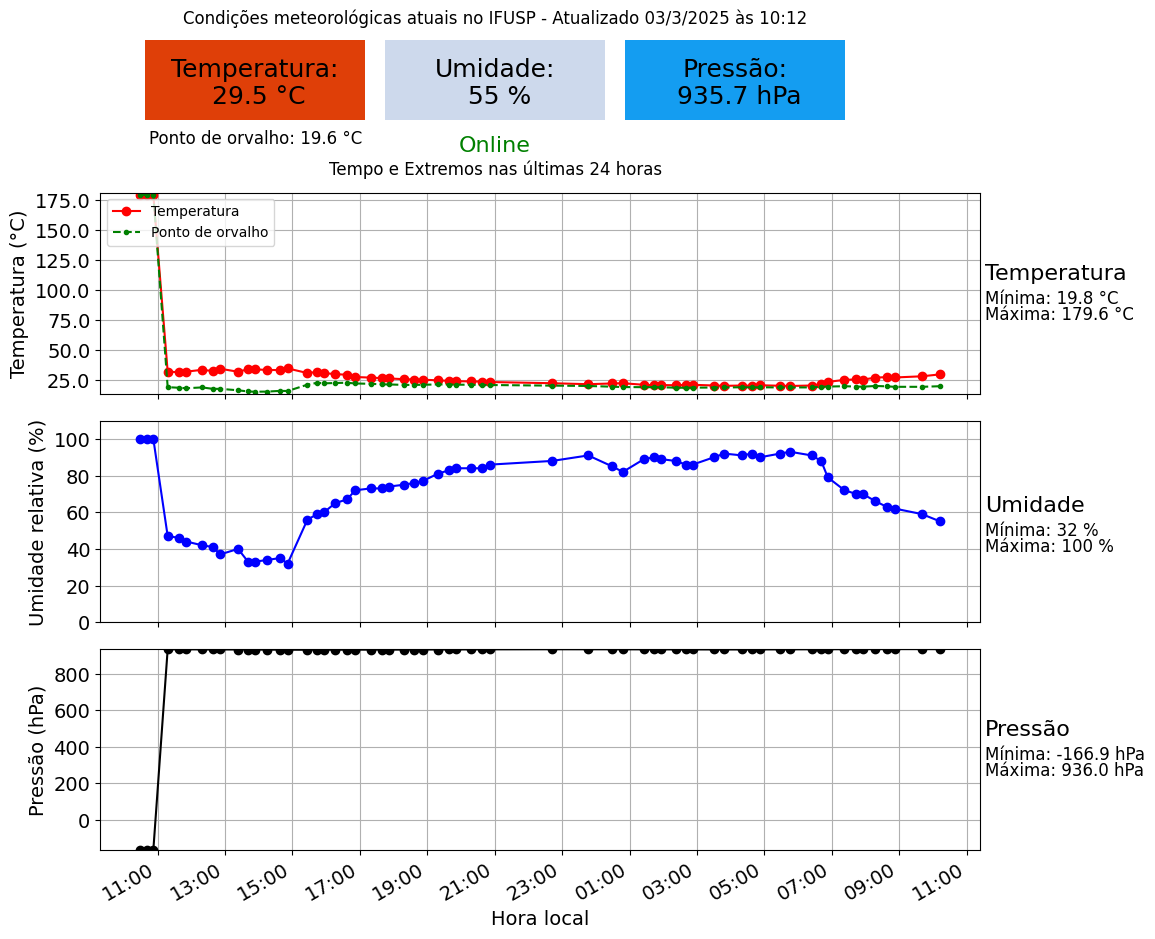 Condições meteorológicas atuais no IFUSP - Atualizado 03/3/2025 às 10:12
Temperatura:
29.5 °C
Umidade:
55 %
Pressão:
935.7 hPa
Ponto de orvalho: 19.6 °C
Online
Tempo e Extremos nas últimas 24 horas
Temperatura (°C)
175.0
150.0
125.0
100.0
75.0
50.0
25.0
Temperatura
Ponto de orvalho
Temperatura
Mínima: 19.8 °C
Máxima: 179.6 °C
Umidade relativa (%)
100
80
60
40
20
0
Umidade
Mínima: 32 %
Máxima: 100 %
Pressão (hPa)
800
600
400
200
0
Pressão
Mínima: -166.9 hPa
Máxima: 936.0 hPa
11:00 13:00 15:00 17:00 19:00 21:00 23:00 01:00 03:00 05:00 07:00 09:00 11:00
Hora local